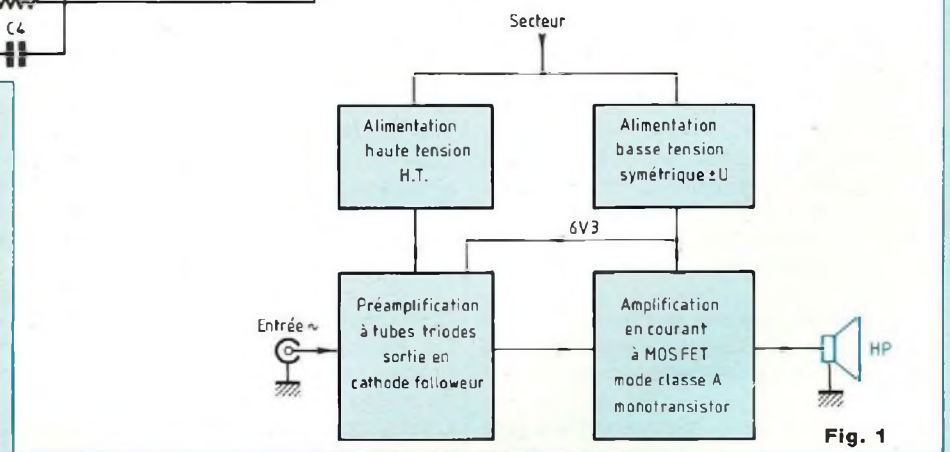 C4
Secteur
Alimentation
haute tension
H.T.
Alimentation
basse tension
symétrique ±U
6V3
Entrée ~
Préamplification
à tubes triodes
sortie en
cathode followeur
Amplification
en courant
à MOSFET
mode classe A
monotransistor
HP
Fig. 1